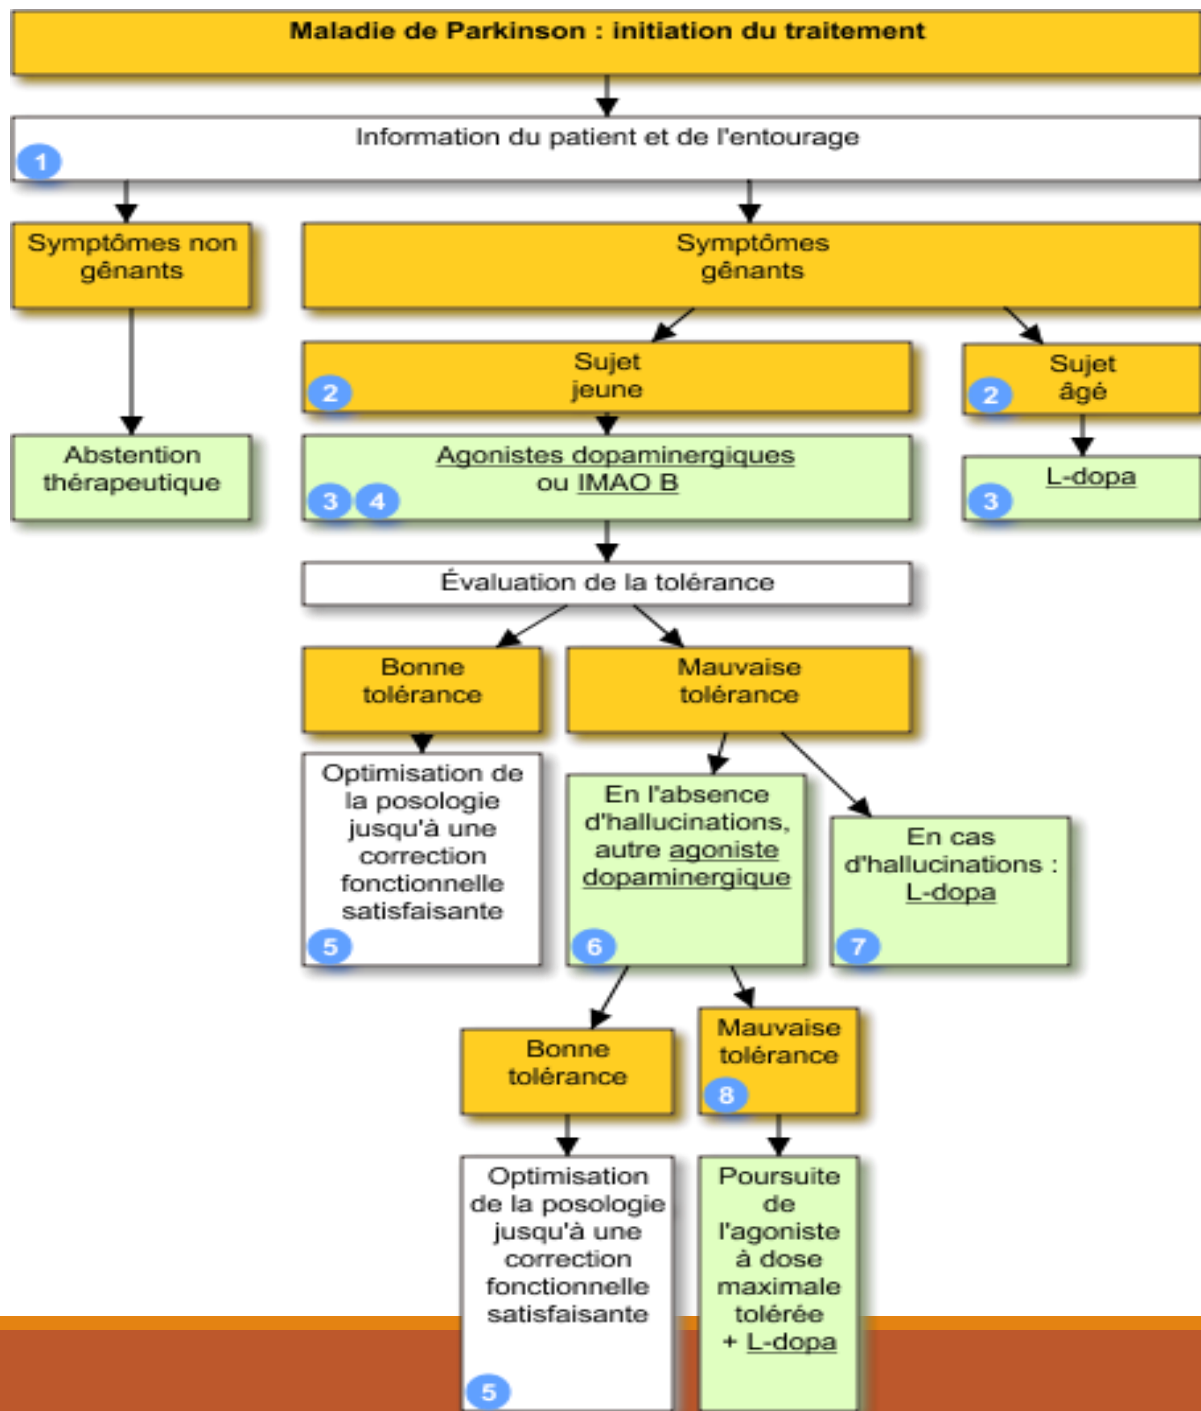 Maladie de Parkinson : initiation du traitement
Information du patient et de l'entourage
1
Symptômes non
gênants
Symptômes
gênants
Sujet
jeune
2
Sujet
âgé
2
Abstention
thérapeutique
Agonistes dopaminergiques
ou IMAO B
3 4
L-dopa
3
Évaluation de la tolérance
Bonne
tolérance
Mauvaise
tolérance
Optimisation de
la posologie
jusqu'à une
correction
fonctionnelle
satisfaisante
5
En l'absence
d'hallucinations,
autre agoniste
dopaminergique
6
En cas
d'hallucinations :
L-dopa
7
Bonne
tolérance
Mauvaise
tolérance
8
Optimisation
de la posologie
jusqu'à une
correction
fonctionnelle
satisfaisante
5
Poursuite
de
l'agoniste
à dose
maximale
tolérée
+ L-dopa